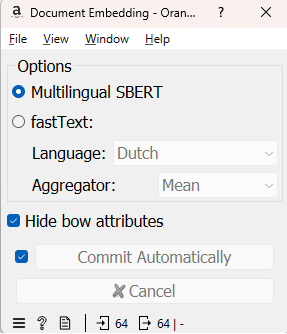 Document Embedding - Oran...
File View Window Help
Options
Multilingual SBERT
fastText:
Language: Dutch
Aggregator: Mean
Hide bow attributes
Commit Automatically
Cancel
64 64 | -